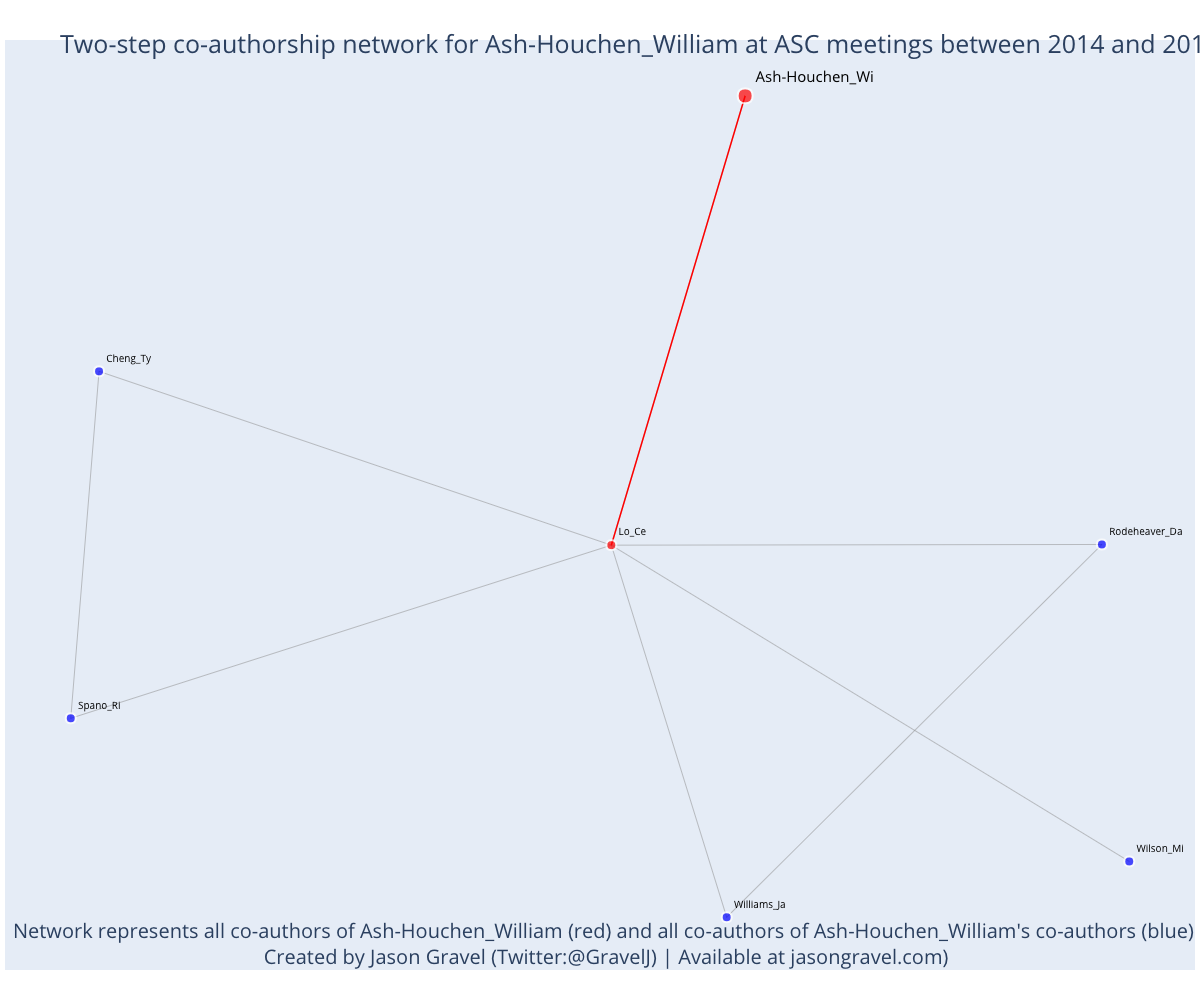 Two-step co-authorship network for Ash-Houchen_William at ASC meetings between 2014 and 201
Ash-Houchen_Wi
Cheng_Ty
Lo_Ce
Rodeheaver_Da
Spano_Ri
Wilson_Mi
Williams_Ja
Network represents all co-authors of Ash-Houchen_William (red) and all co-authors of Ash-Houchen_William's co-authors (blue)
Created by Jason Gravel (Twitter:@GravelJ) | Available at jasongravel.com)